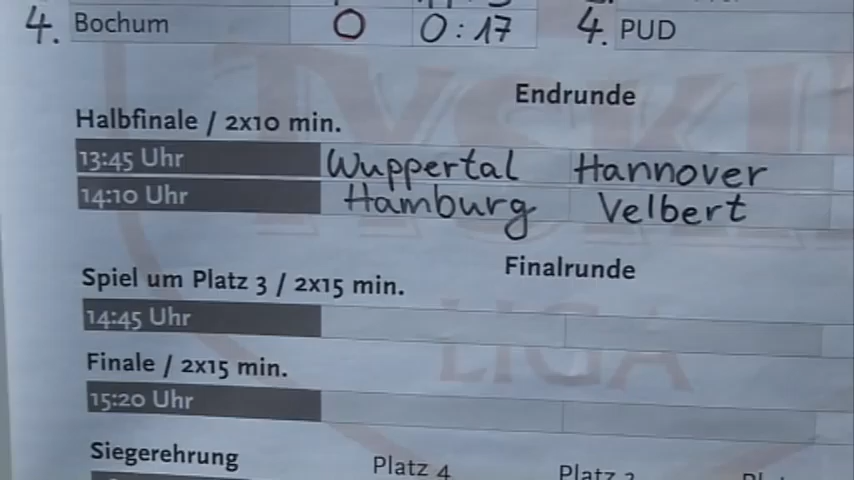 4. Bochum 0 0:17 4. PUD
Endrunde
Halbfinale / 2x10 min.
13:45 Uhr Wuppertal Hannover
14:10 Uhr Hamburg Velbert
Finalrunde
Spiel um Platz 3 / 2x15 min.
14:45 Uhr
Finale / 2x15 min.
15:20 Uhr
Siegerehrung Platz 4 Platz
LIGA